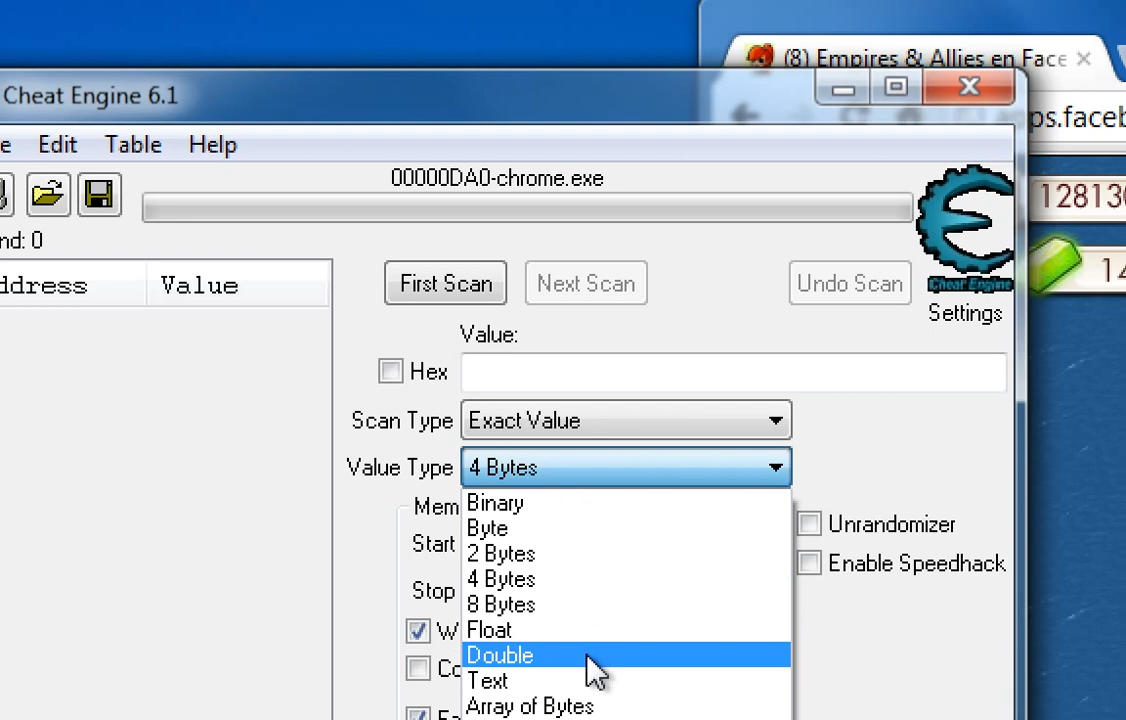 (8) Empires & Allies en Face
Cheat Engine 6.1
ps.faceb
e Edit Table Help
00000DA0-chrome.exe
12813
nd: 0
14
ddress Value
First Scan Next Scan Undo Scan
Cheat Engine
Settings
Value:
Hex
Scan Type Exact Value
Value Type 4 Bytes
Mem
Binary
Byte
Unrandomizer
Start
2 Bytes
Enable Speedhack
4 Bytes
Stop
8 Bytes
W
Float
Co
Double
Text
Array of Bytes